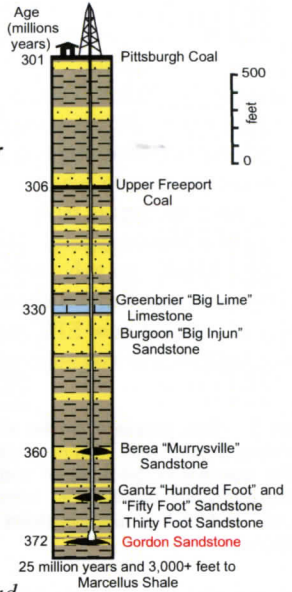 Age
(millions
years)
301
Pittsburgh Coal
500
feet
0
306
Upper Freeport
Coal
330
Greenbrier “Big Lime”
Limestone
Burgoon “Big Injun”
Sandstone
360
Berea “Murrysville”
Sandstone
Gantz “Hundred Foot” and
“Fifty Foot” Sandstone
Thirty Foot Sandstone
372
Gordon Sandstone
25 million years and 3,000+ feet to
Marcellus Shale